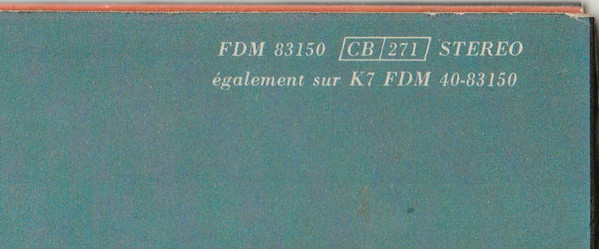 FDM 83150 CB 271 STEREO
également sur K7 FDM 40-83150